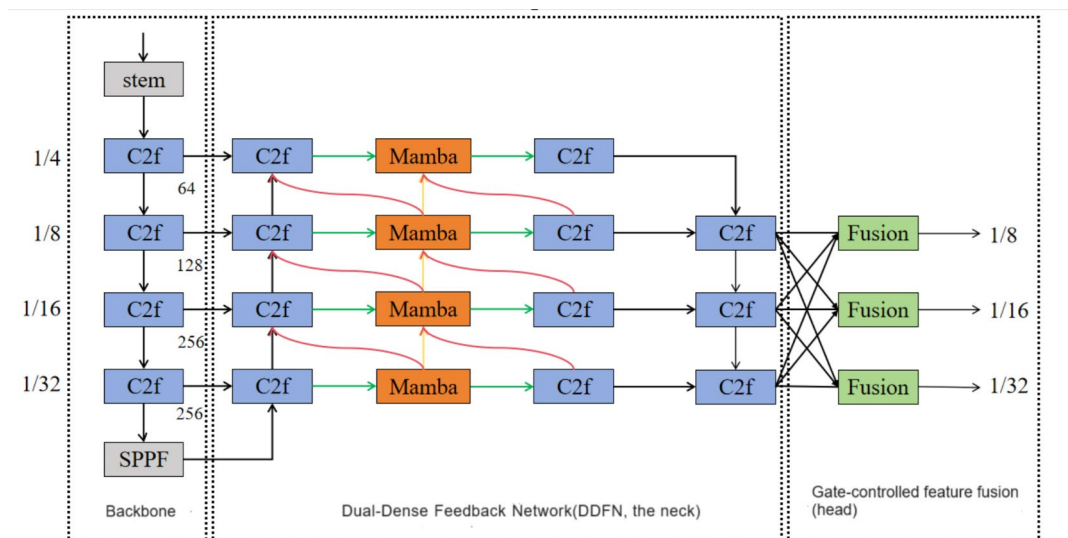 stem
1/4
C2f
C2f
Mamba
C2f
64
1/8
C2f
C2f
Mamba
C2f
C2f
Fusion
1/8
128
1/16
C2f
C2f
Mamba
C2f
C2f
Fusion
1/16
256
1/32
C2f
C2f
Mamba
C2f
C2f
Fusion
1/32
256
SPPF
Backbone
Dual-Dense Feedback Network(DDFN, the neck)
Gate-controlled feature fusion
(head)